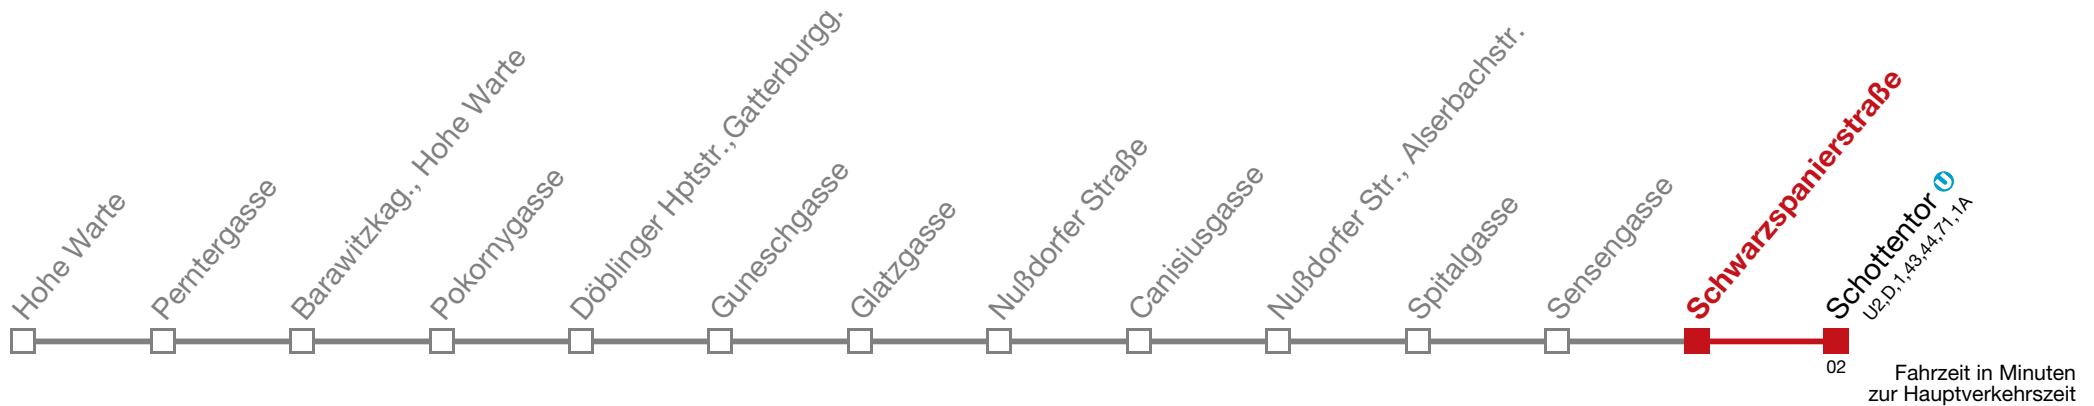 Hohe Warte
Perntergasse
Barawitzkag., Hohe Warte
Pokornygasse
Döblinger Hptstr.,Gatterburgg.
Guneschgasse
Glatzgasse
Nußdorfer Straße
Canisiusgasse
Nußdorfer Str., Alserbachstr.
Spitalgasse
Sensengasse
Schwarzspanierstraße
Schottentor U
U2,D,1,43,44,71,1A
02
Fahrzeit in Minuten
zur Hauptverkehrszeit